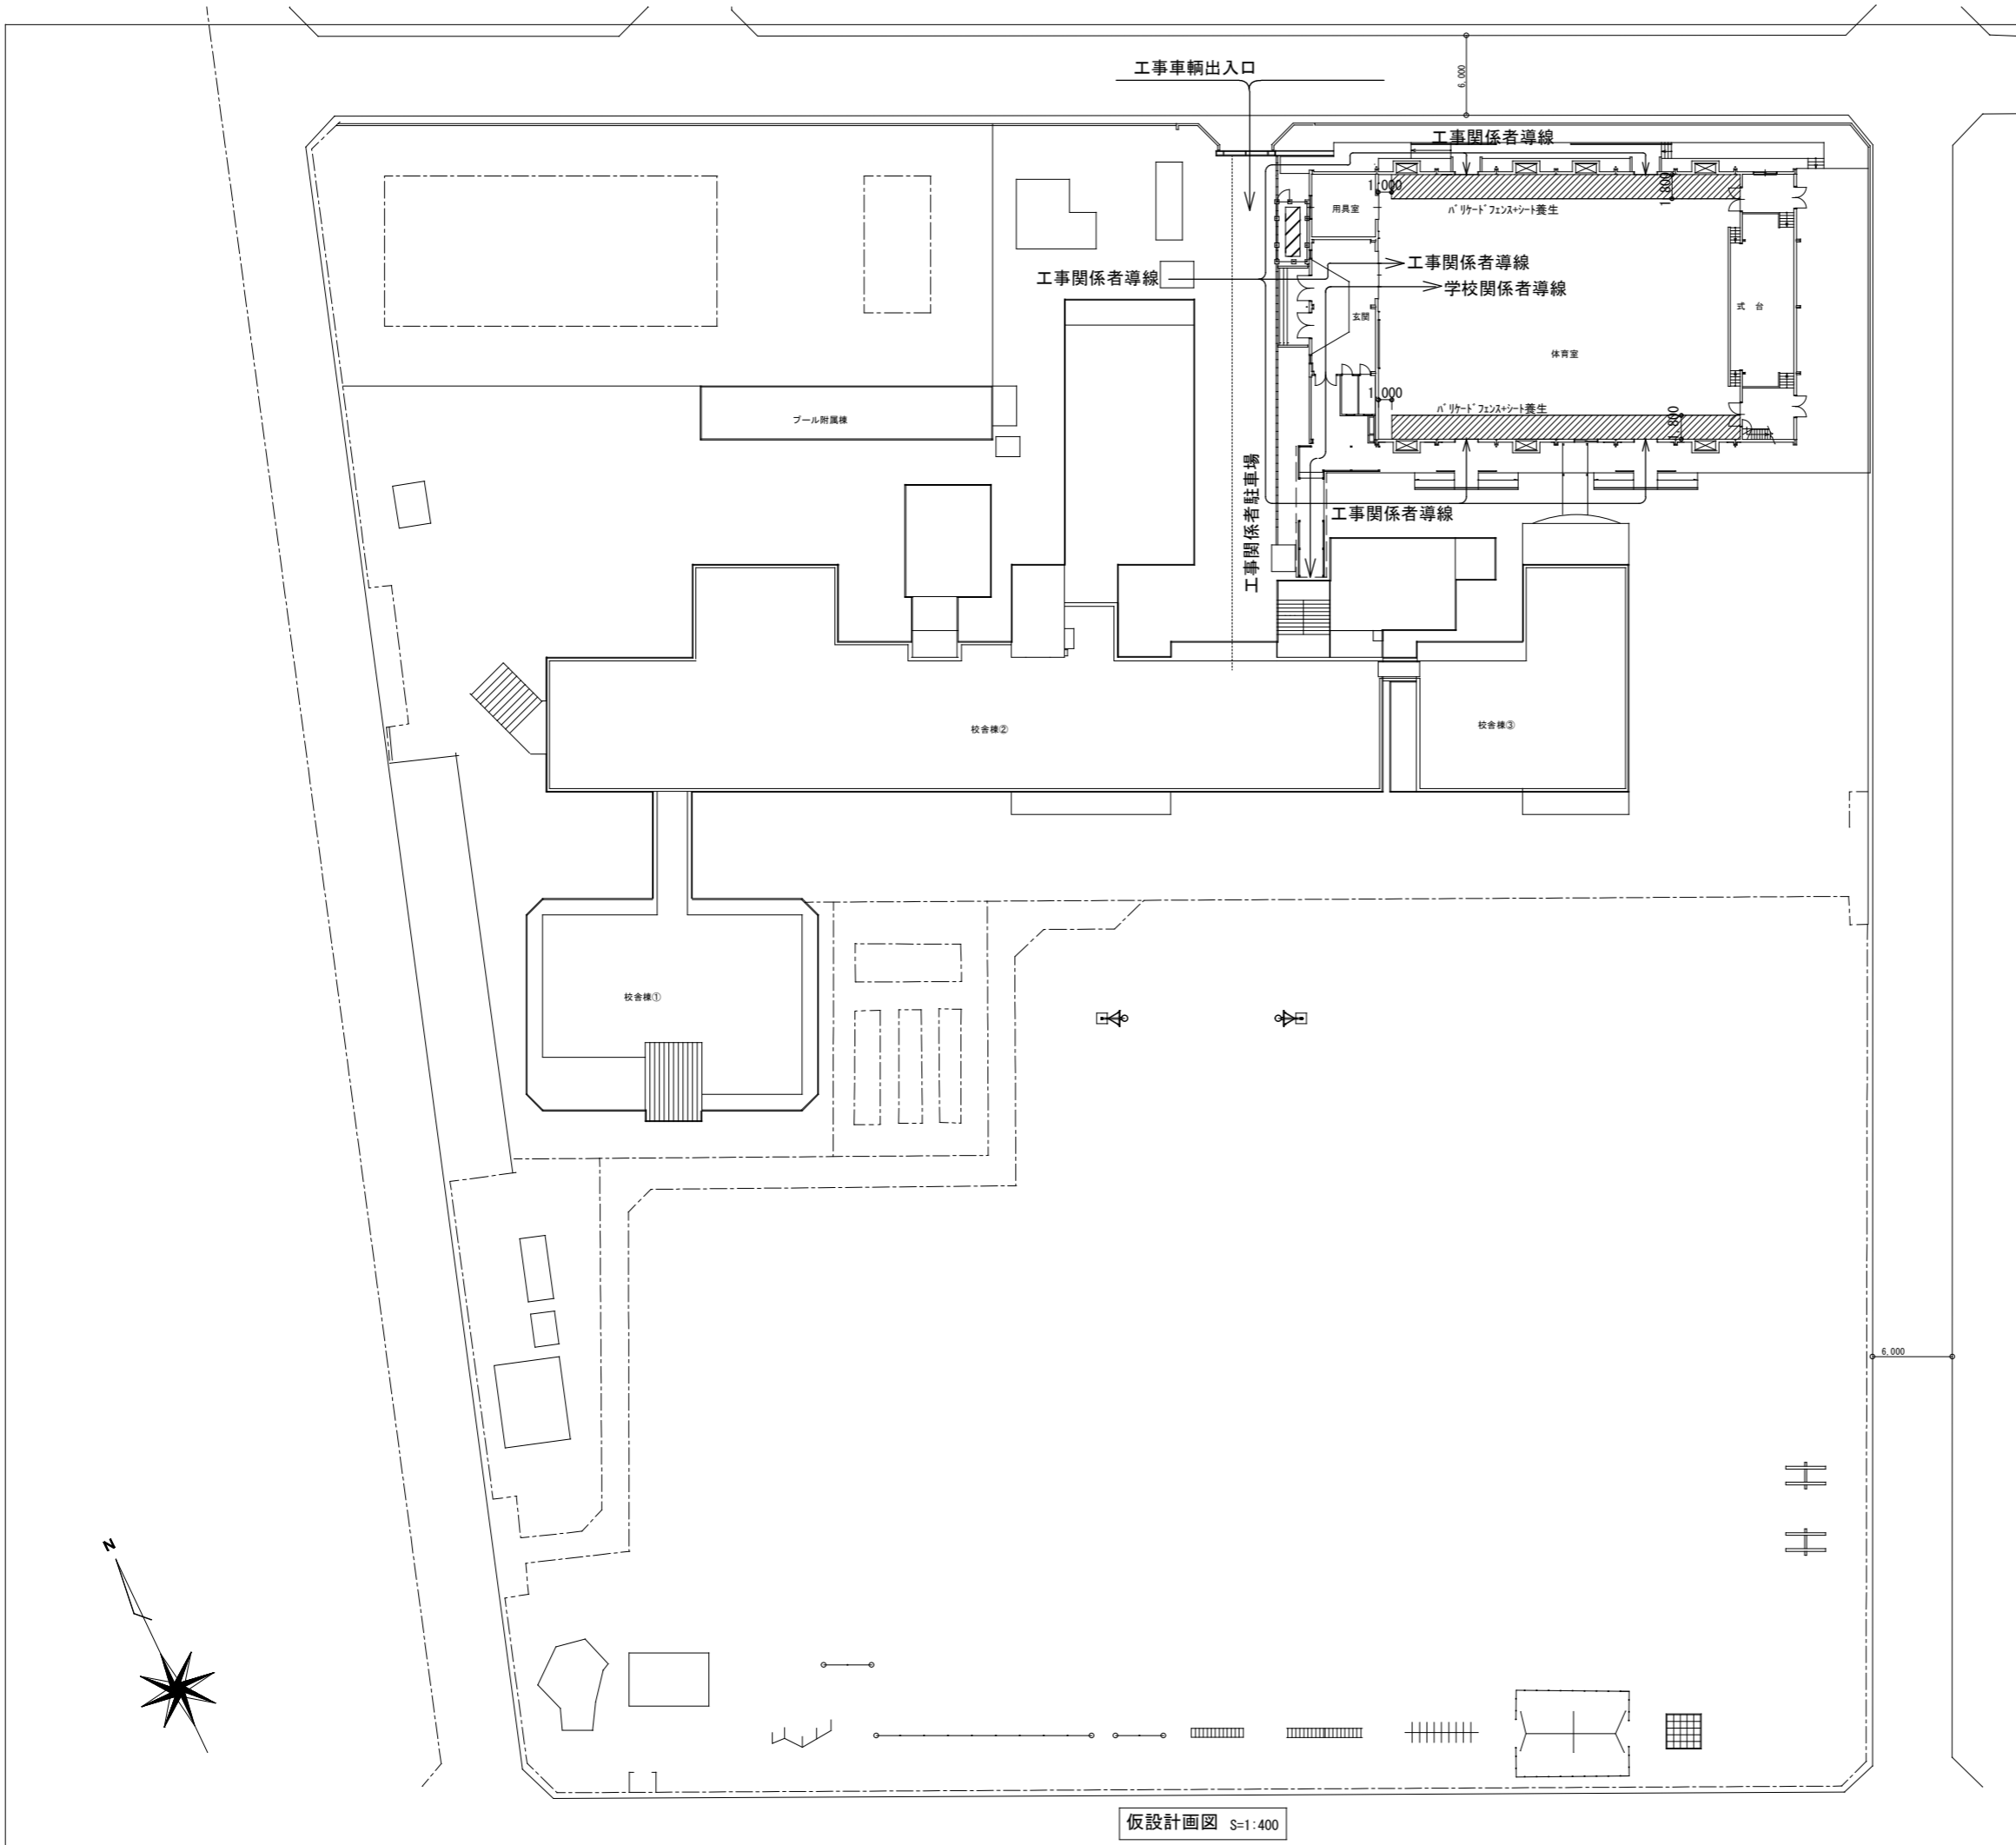 工事車輌出入口
6,000
工事関係者導線
1,000
1,800
用具室
バリケードフェンス+シート養生
工事関係者導線
工事関係者導線
学校関係者導線
玄関
式 台
体育室
1,000
バリケードフェンス+シート養生
1,800
プール附属棟
工事関係者駐車場
工事関係者導線
校舎棟②
校舎棟③
校舎棟①
6,000
N
仮設計画図 S=1:400